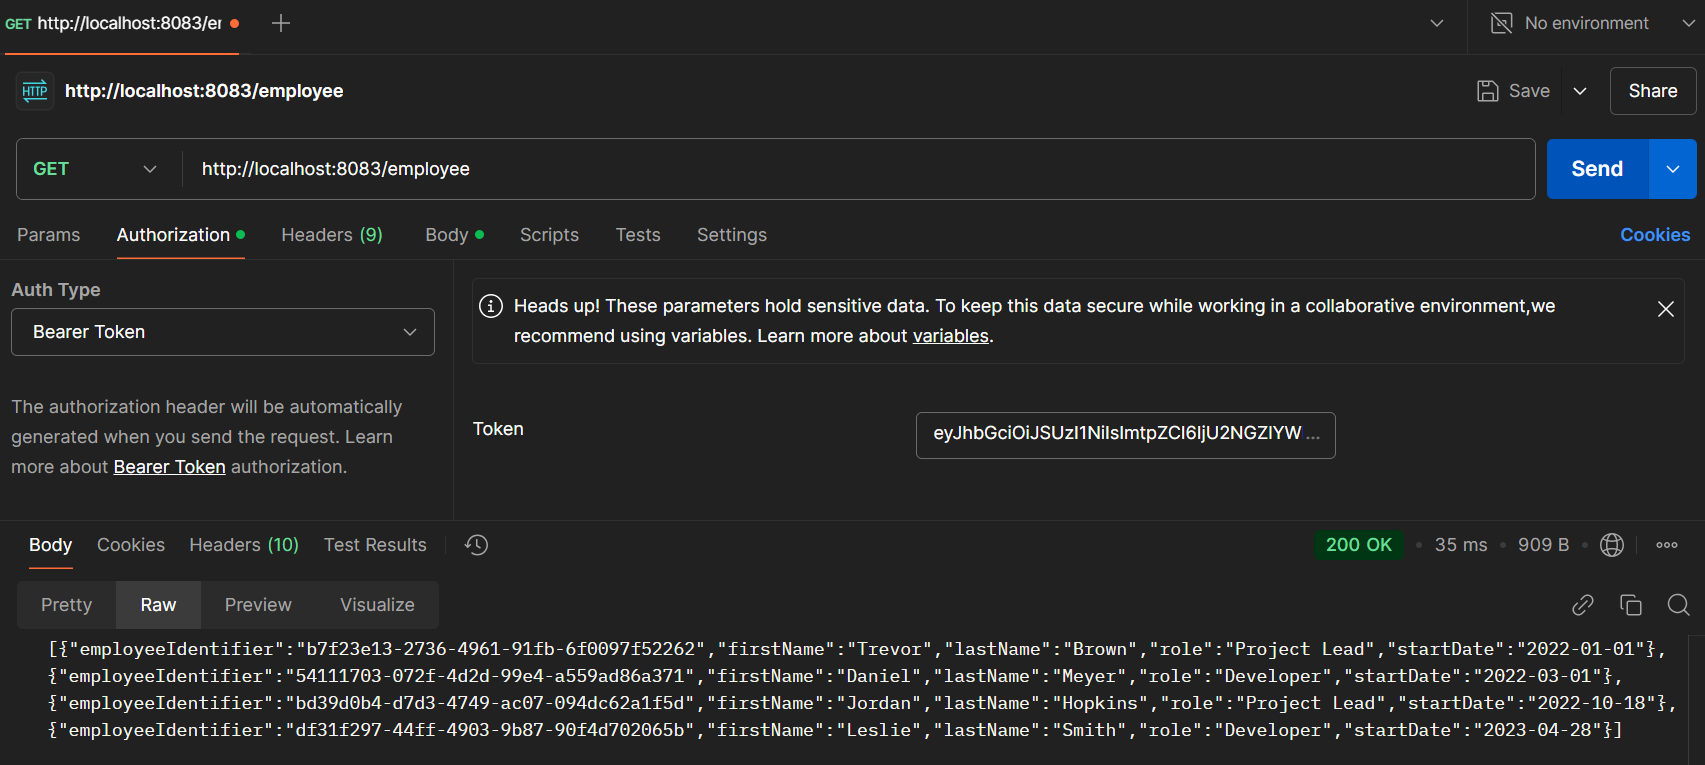 GET http://localhost:8083/er
No environment
HTTP http://localhost:8083/employee
Save
Share
GET http://localhost:8083/employee
Send
Params Authorization Headers (9) Body Scripts Tests Settings Cookies
Auth Type
Bearer Token
The authorization header will be automatically
generated when you send the request. Learn
more about Bearer Token authorization.
Heads up! These parameters hold sensitive data. To keep this data secure while working in a collaborative environment,we
recommend using variables. Learn more about variables.
Token
eyJhbGciOiJSUzI1NiIsImtpZCI6IjU2NGZlYW ...
Body Cookies Headers (10) Test Results
200 OK • 35 ms • 909 B
Pretty Raw Preview Visualize
[{"employeeIdentifier":"b7f23e13-2736-4961-91fb-6f0097f52262","firstName":"Trevor","lastName":"Brown","role":"Project Lead","startDate":"2022-01-01"},
{"employeeIdentifier":"54111703-072f-4d2d-99e4-a559ad86a371","firstName":"Daniel","lastName":"Meyer","role":"Developer","startDate":"2022-03-01"},
{"employeeIdentifier":"bd39d0b4-d7d3-4749-ac07-094dc62a1f5d","firstName":"Jordan","lastName":"Hopkins","role":"Project Lead","startDate":"2022-10-18"},
{"employeeIdentifier":"df31f297-44ff-4903-9b87-90f4d702065b","firstName":"Leslie","lastName":"Smith","role":"Developer","startDate":"2023-04-28"}]